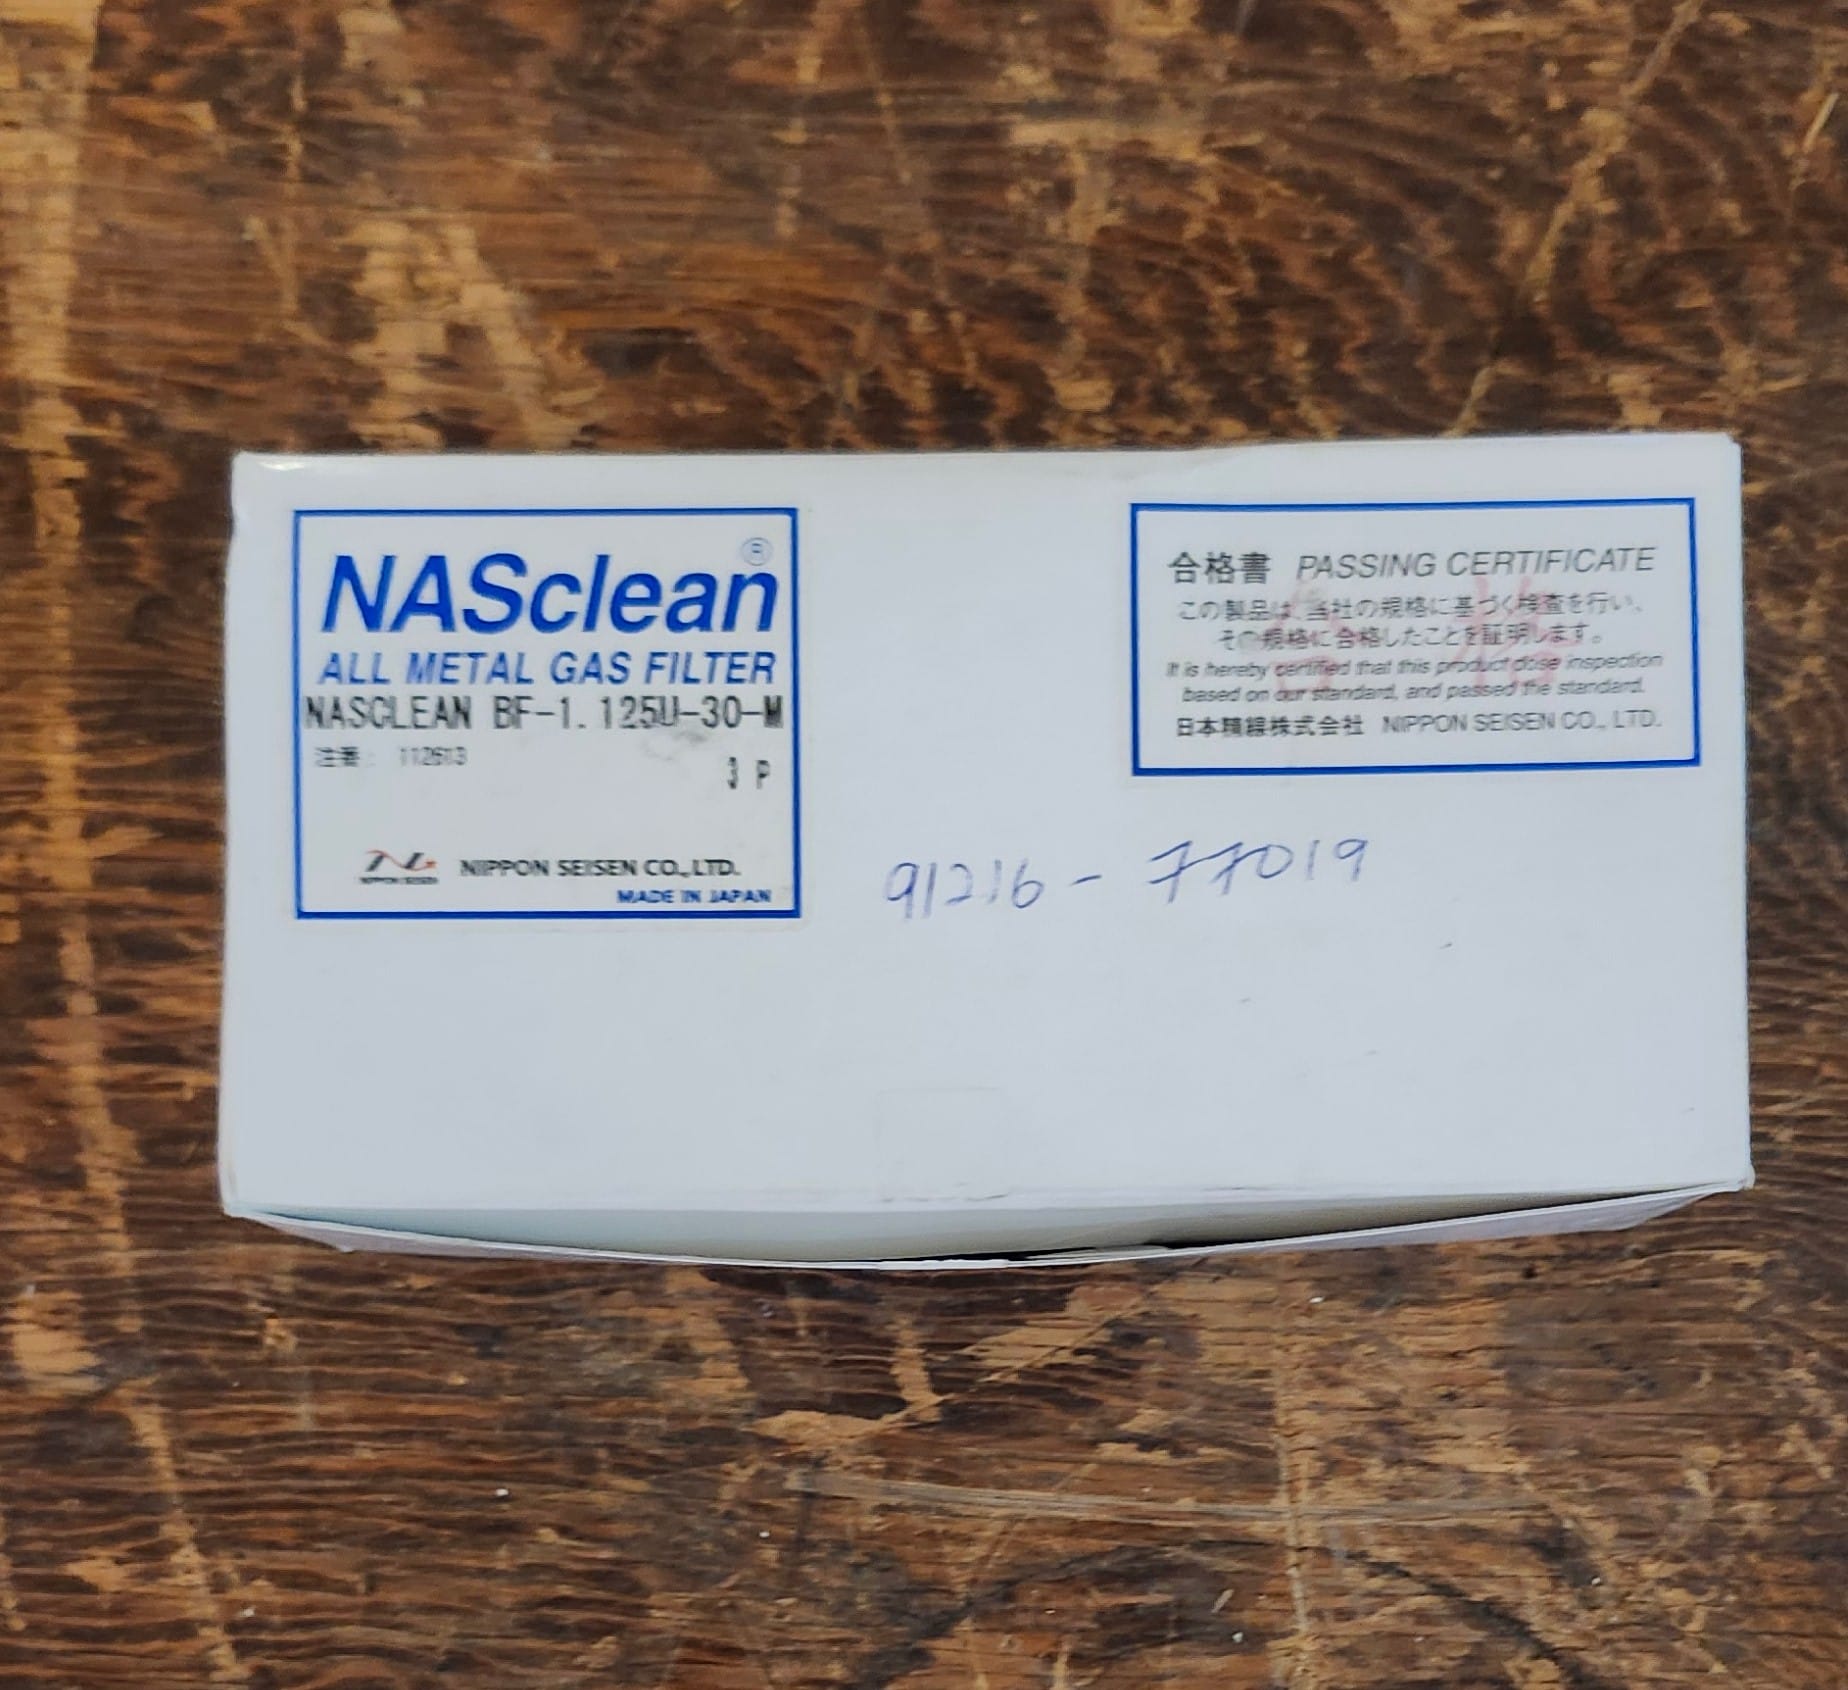 NASclean®
ALL METAL GAS FILTER
NASCLEAN BF-1.125U-30-M
注番: 112613
3 P
NIPPON SEISEN
NIPPON SEISEN CO.,LTD.
MADE IN JAPAN
合格書 PASSING CERTIFICATE
この製品は、当社の規格に基づく検査を行い、
その規格に合格したことを証明します。
It is hereby certified that this product dose inspection
based on our standard, and passed the standard.
日本精線株式会社 NIPPON SEISEN CO., LTD.
91216-77019